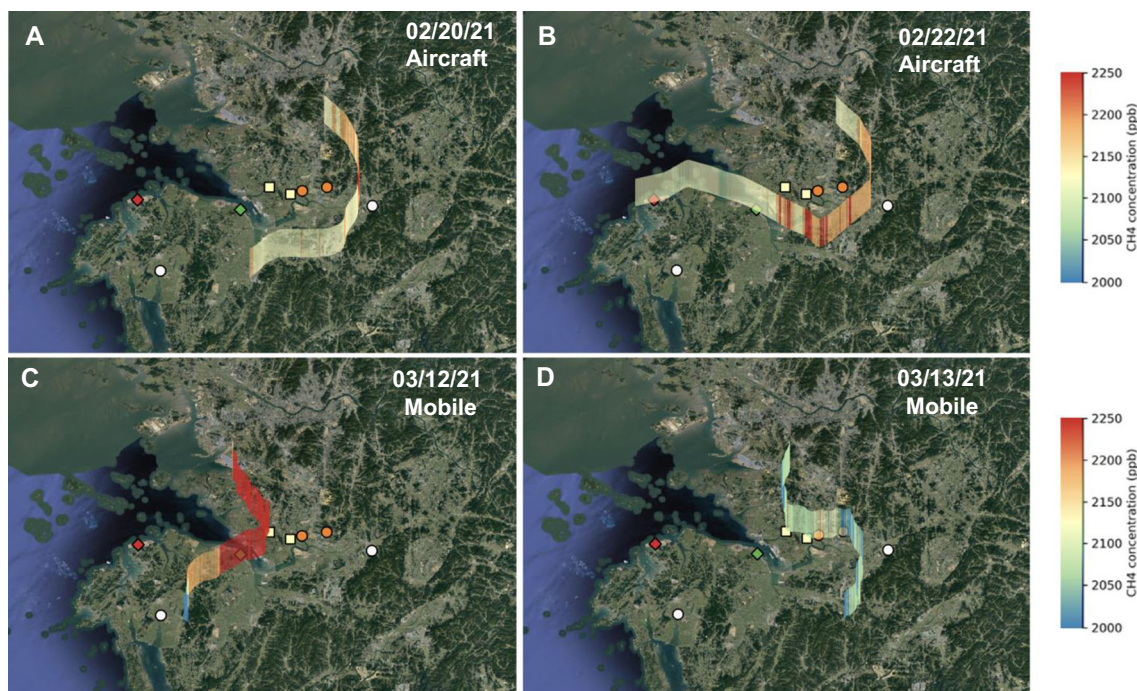 A
02/20/21
Aircraft
B
02/22/21
Aircraft
2250
2200
2150
2100
2050
2000
CH4 concentration (ppb)
C
03/12/21
Mobile
D
03/13/21
Mobile
2250
2200
2150
2100
2050
2000
CH4 concentration (ppb)